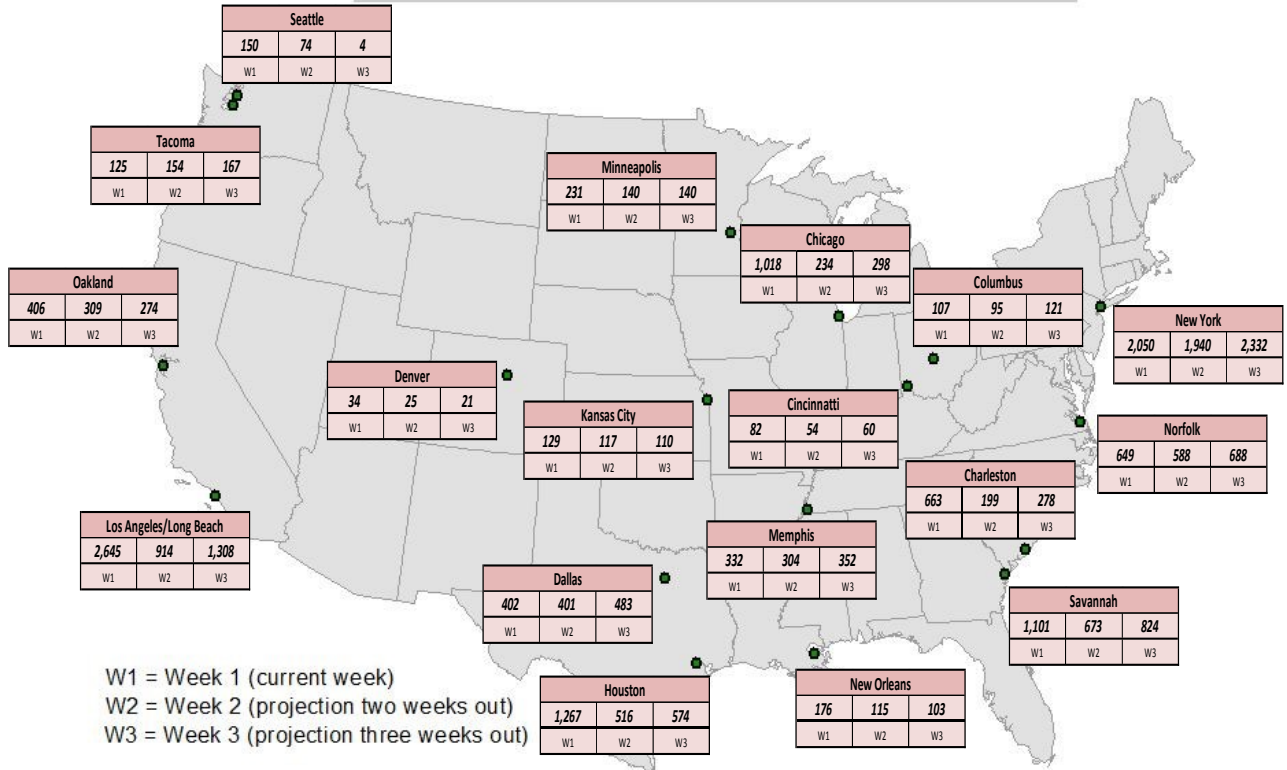 Seattle
150 74 4
W1 W2 W3
Tacoma
125 154 167
W1 W2 W3
Minneapolis
231 140 140
W1 W2 W3
Chicago
1,018 234 298
W1 W2 W3
Oakland
406 309 274
W1 W2 W3
Columbus
107 95 121
W1 W2 W3
New York
2,050 1,940 2,332
W1 W2 W3
Denver
34 25 21
W1 W2 W3
Kansas City
129 117 110
W1 W2 W3
Cincinnatti
82 54 60
W1 W2 W3
Norfolk
649 588 688
W1 W2 W3
Charleston
663 199 278
W1 W2 W3
Los Angeles/Long Beach
2,645 914 1,308
W1 W2 W3
Memphis
332 304 352
W1 W2 W3
Dallas
402 401 483
W1 W2 W3
Savannah
1,101 673 824
W1 W2 W3
Houston
1,267 516 574
W1 W2 W3
New Orleans
176 115 103
W1 W2 W3
W1 = Week 1 (current week)
W2 = Week 2 (projection two weeks out)
W3 = Week 3 (projection three weeks out)